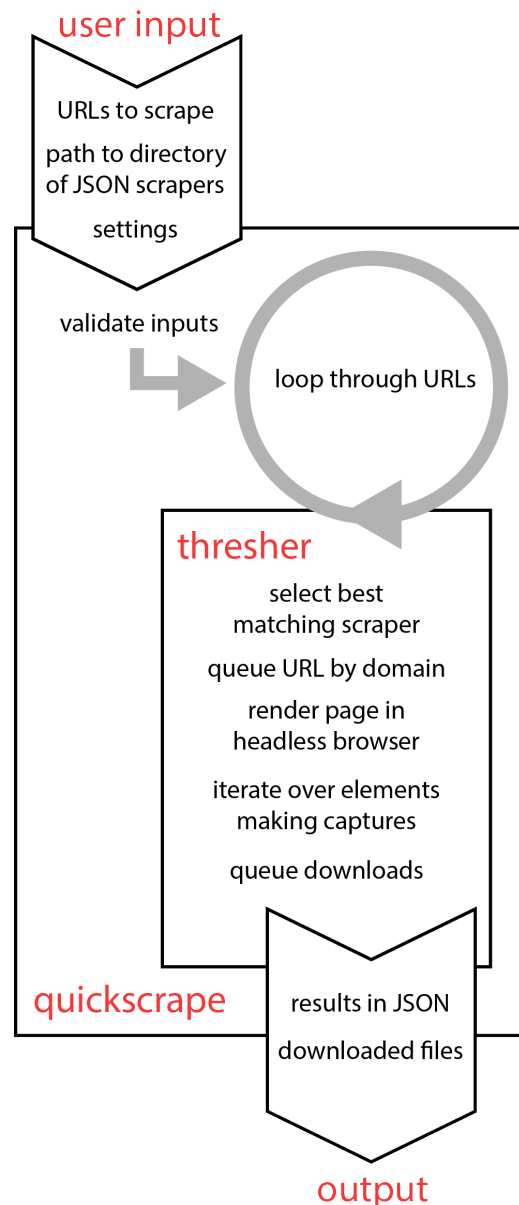 user input
URLs to scrape
path to directory
of JSON scrapers
settings
validate inputs
loop through URLs
thresher
select best
matching scraper
queue URL by domain
render page in
headless browser
iterate over elements
making captures
queue downloads
quickscrape
results in JSON
downloaded files
output